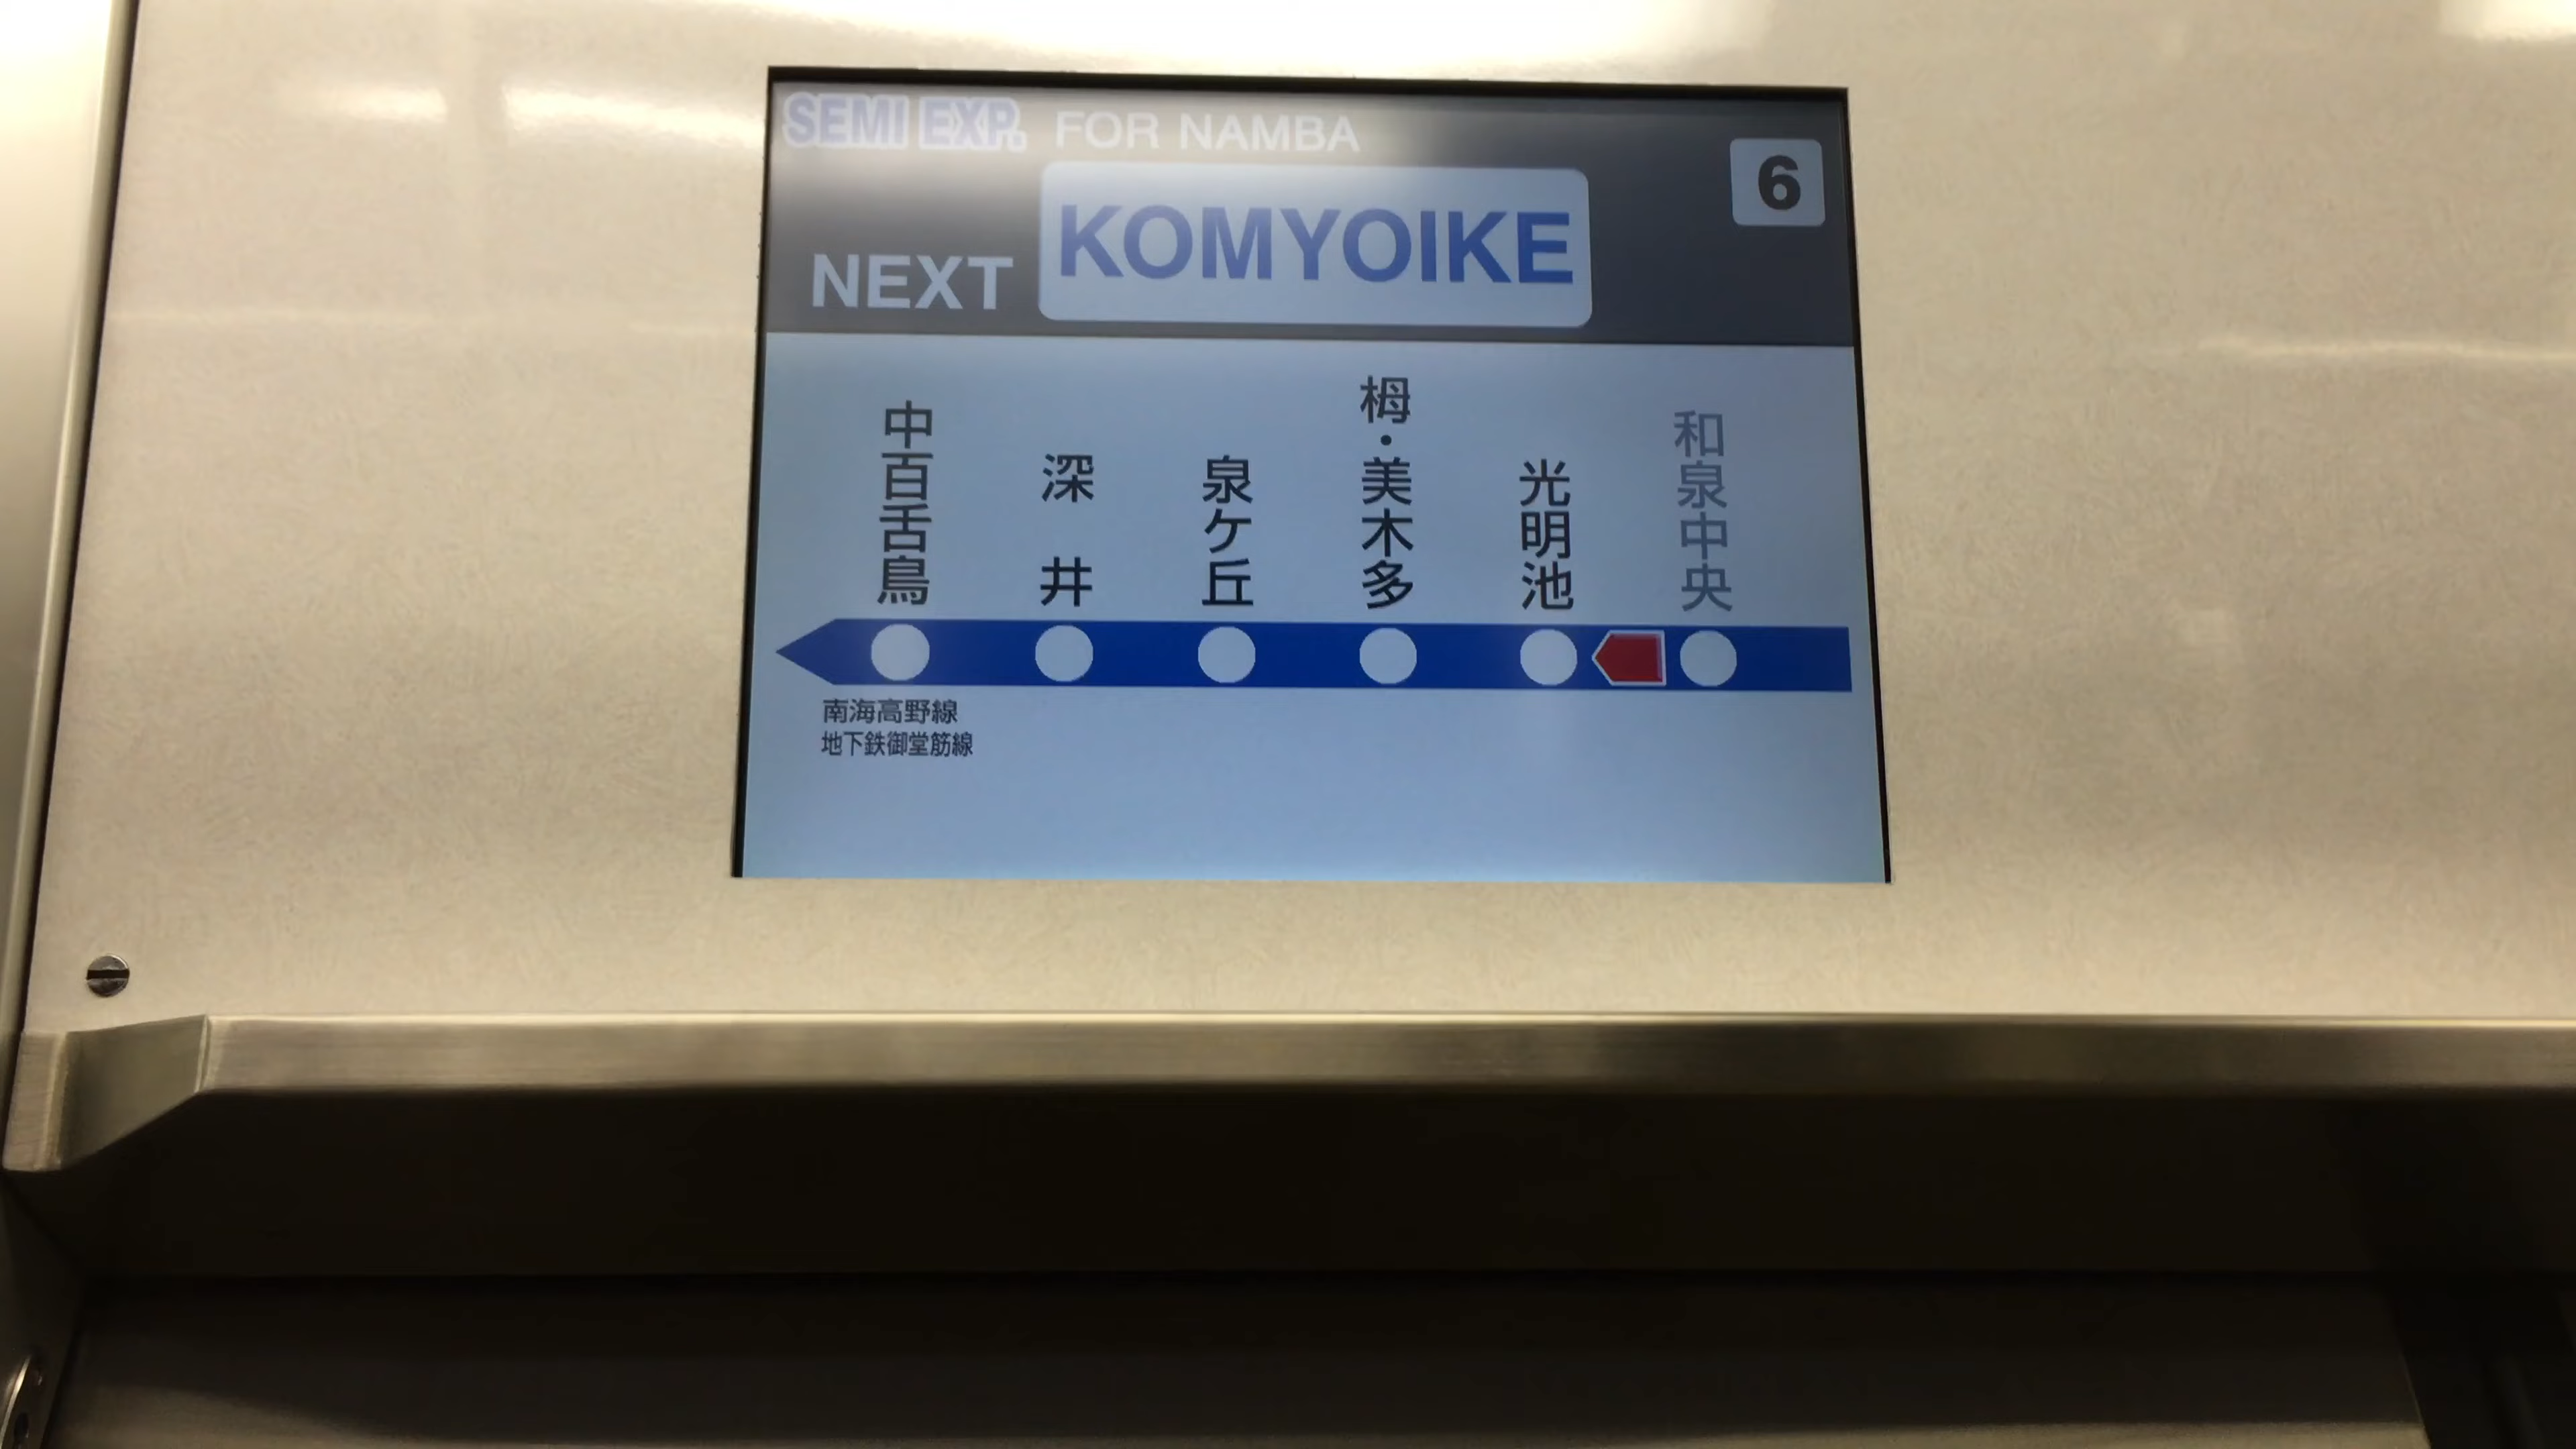 SEMI EXP. FOR NAMBA
6
NEXT KOMYOIKE
中百舌鳥
深井
泉ケ丘
栂・美木多
光明池
和泉中央
南海高野線
地下鉄御堂筋線